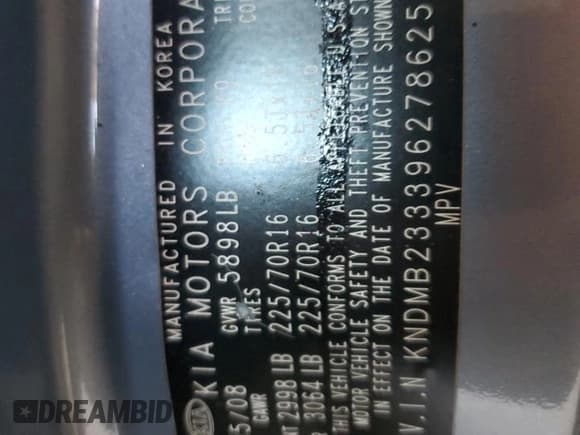 MANUFACTURED IN KOREA
KIA MOTORS CORPORA
5/08 GVWR 5898LB
GAWR TIRES
2998 LB 225/70R16
3064 LB 225/70R16
THIS VEHICLE CONFORMS TO ALL
MOTOR VEHICLE SAFETY AND THEFT PREVENTION ST
IN EFFECT ON THE DATE OF MANUFACTURE SHOWN
V.I.N KNDMB233396278625
MPV
DREAMBID